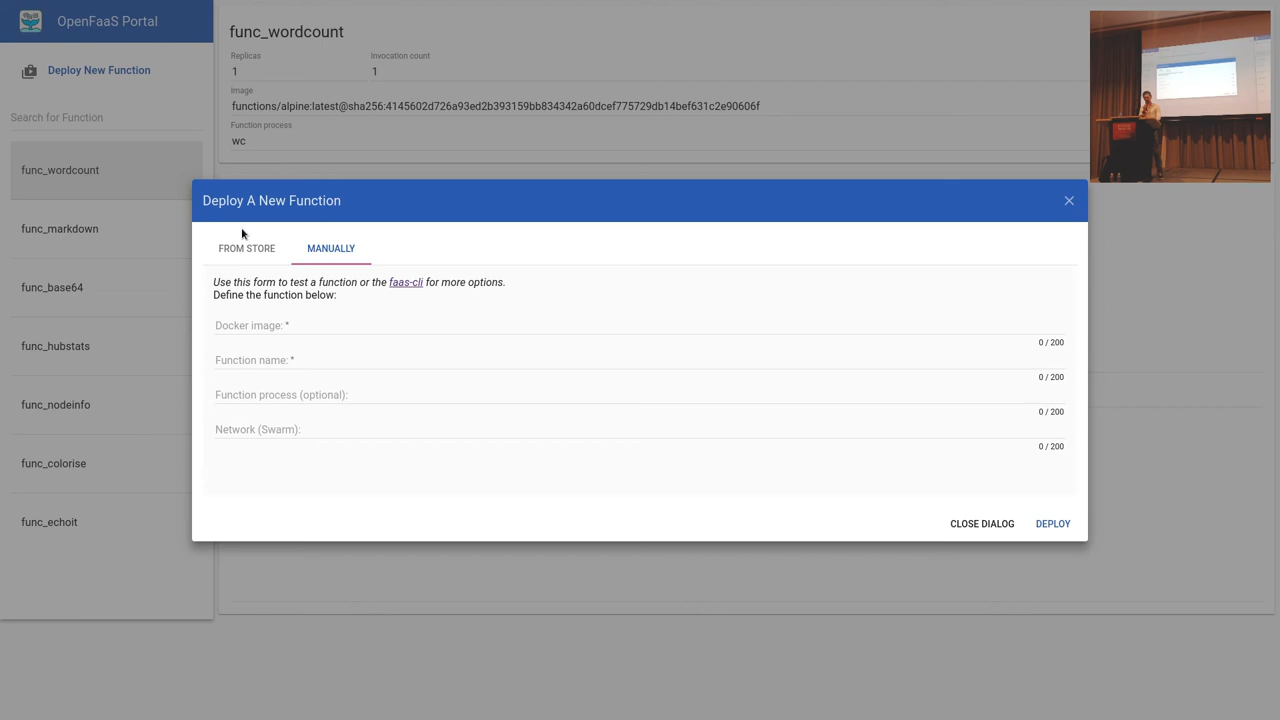 OpenFaaS Portal
Deploy New Function
Search for Function
func_wordcount
func_markdown
func_base64
func_hubstats
func_nodeinfo
func_colorise
func_echoit
func_wordcount
Replicas
1
Invocation count
1
Image
functions/alpine:latest@sha256:4145602d726a93ed2b393159bb834342a60dcef775729db14bef631c2e90606f
Function process
wc
Deploy A New Function
FROM STORE
MANUALLY
Use this form to test a function or the faas-cli for more options.
Define the function below:
Docker image: *
0 / 200
Function name: *
0 / 200
Function process (optional):
0 / 200
Network (Swarm):
0 / 200
CLOSE DIALOG
DEPLOY